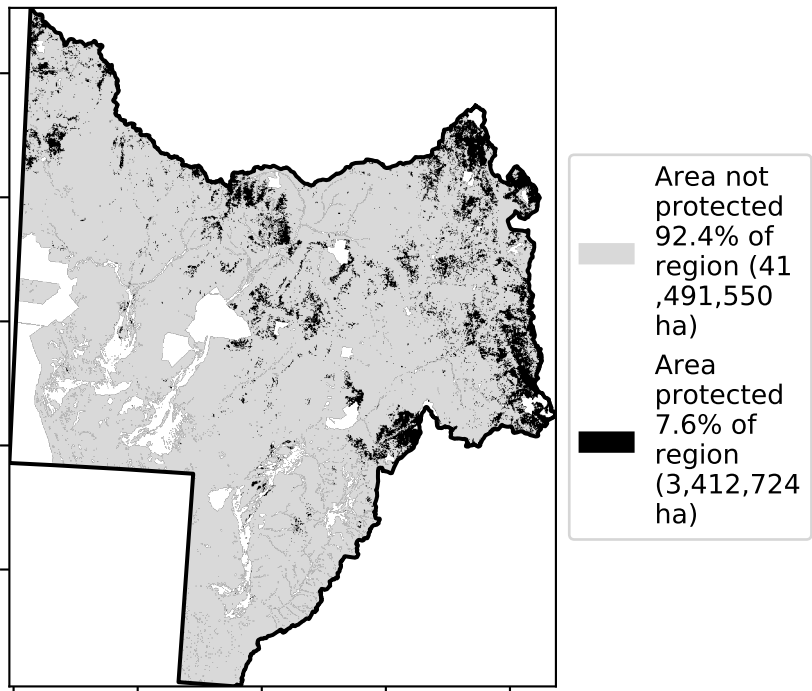 Area not
protected
92.4% of
region (41
,491,550
ha)
Area
protected
7.6% of
region
(3,412,724
ha)